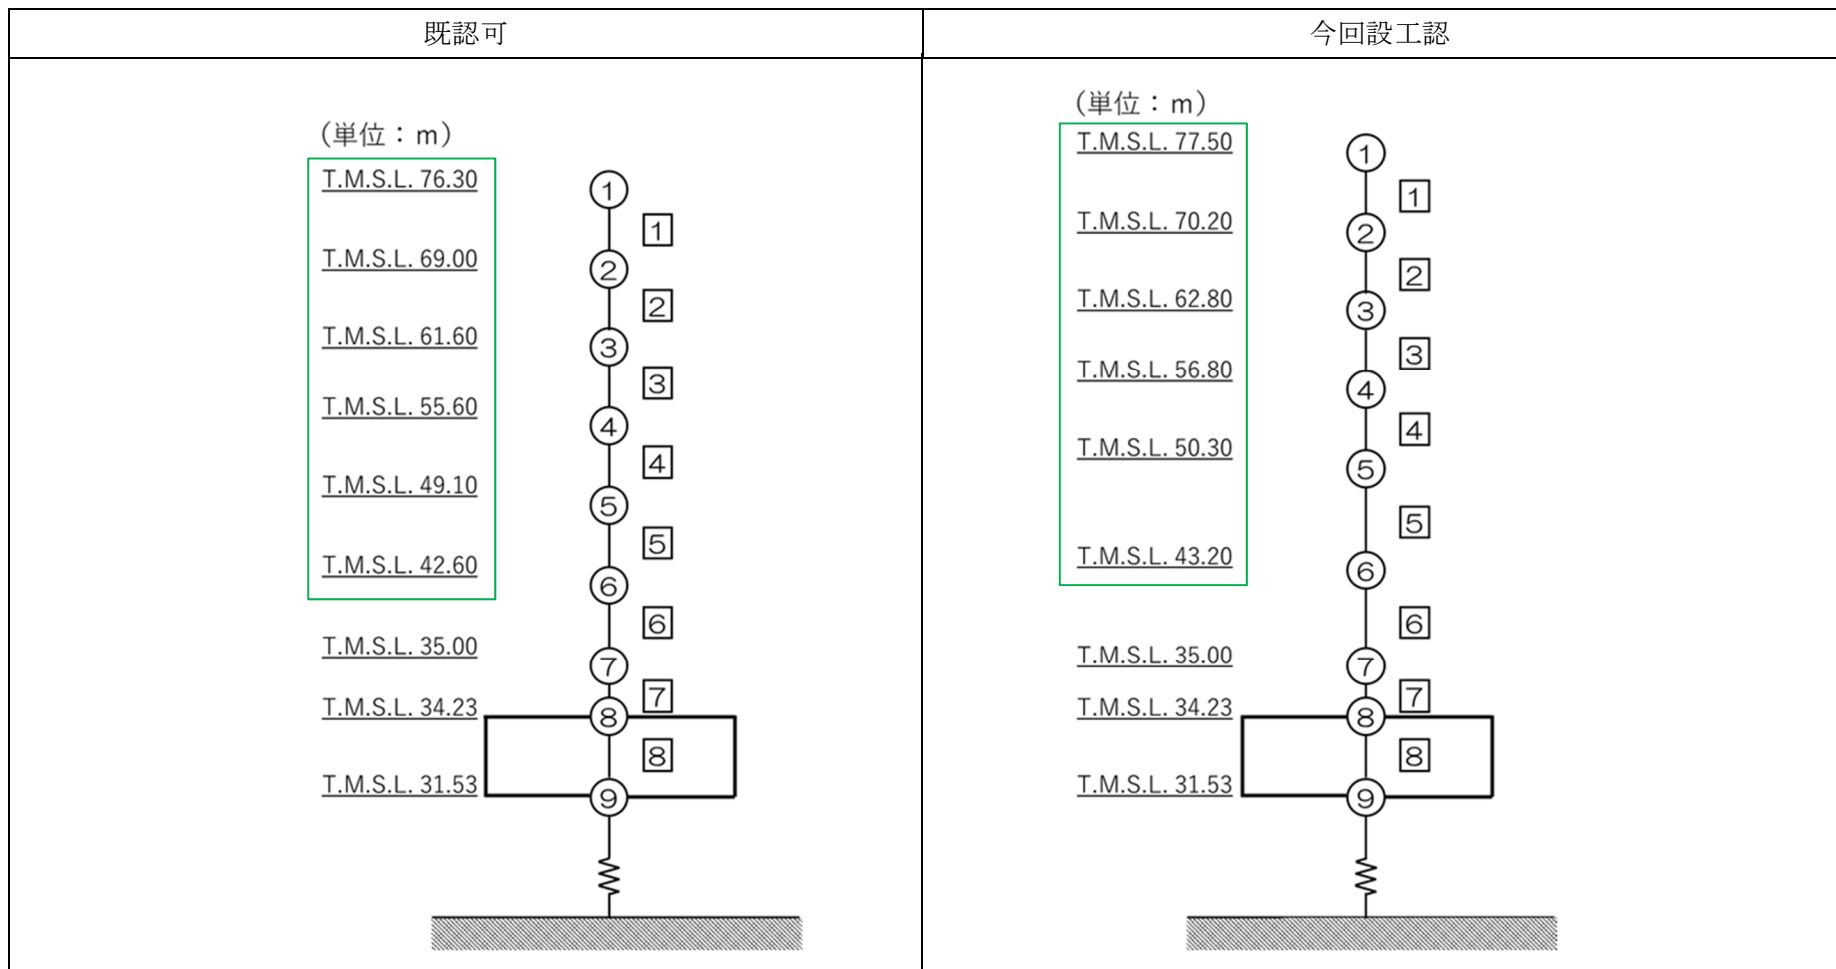 既認可
(単位：m)
T.M.S.L. 76.30
T.M.S.L. 69.00
T.M.S.L. 61.60
T.M.S.L. 55.60
T.M.S.L. 49.10
T.M.S.L. 42.60
T.M.S.L. 35.00
T.M.S.L. 34.23
T.M.S.L. 31.53
①
1
②
2
③
3
④
4
⑤
5
⑥
6
⑦
7
⑧
8
⑨
今回設工認
(単位：m)
T.M.S.L. 77.50
T.M.S.L. 70.20
T.M.S.L. 62.80
T.M.S.L. 56.80
T.M.S.L. 50.30
T.M.S.L. 43.20
T.M.S.L. 35.00
T.M.S.L. 34.23
T.M.S.L. 31.53
①
1
②
2
③
3
④
4
⑤
5
⑥
6
⑦
7
⑧
8
⑨